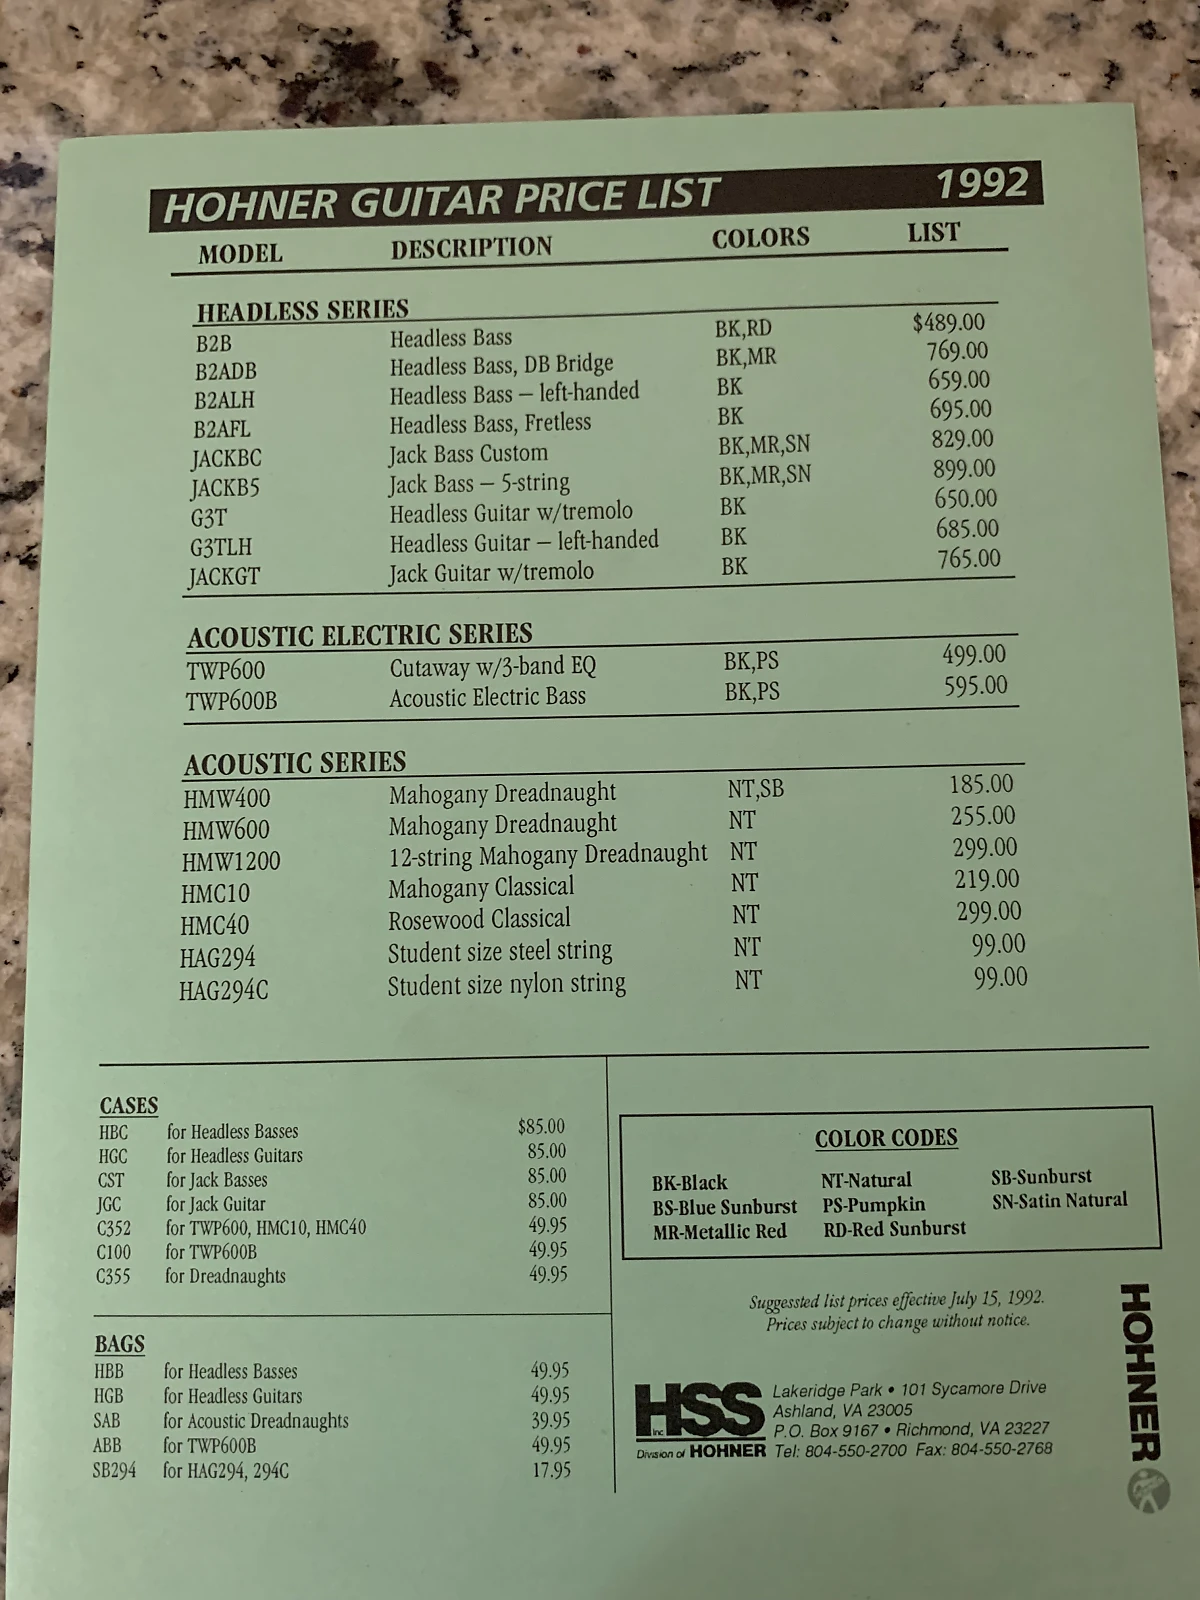 HOHNER GUITAR PRICE LIST 1992
MODEL DESCRIPTION COLORS LIST
HEADLESS SERIES
B2B Headless Bass BK,RD $489.00
B2ADB Headless Bass, DB Bridge BK,MR 769.00
B2ALH Headless Bass – left-handed BK 659.00
B2AFL Headless Bass, Fretless BK 695.00
JACKBC Jack Bass Custom BK,MR,SN 829.00
JACKB5 Jack Bass – 5-string BK,MR,SN 899.00
G3T Headless Guitar w/tremolo BK 650.00
G3TLH Headless Guitar – left-handed BK 685.00
JACKGT Jack Guitar w/tremolo BK 765.00
ACOUSTIC ELECTRIC SERIES
TWP600 Cutaway w/3-band EQ BK,PS 499.00
TWP600B Acoustic Electric Bass BK,PS 595.00
ACOUSTIC SERIES
HMW400 Mahogany Dreadnaught NT,SB 185.00
HMW600 Mahogany Dreadnaught NT 255.00
HMW1200 12-string Mahogany Dreadnaught NT 299.00
HMC10 Mahogany Classical NT 219.00
HMC40 Rosewood Classical NT 299.00
HAG294 Student size steel string NT 99.00
HAG294C Student size nylon string NT 99.00
CASES
HBC for Headless Basses $85.00
HGC for Headless Guitars 85.00
CST for Jack Basses 85.00
JGC for Jack Guitar 85.00
C352 for TWP600, HMC10, HMC40 49.95
C100 for TWP600B 49.95
C355 for Dreadnaughts 49.95
BAGS
HBB for Headless Basses 49.95
HGB for Headless Guitars 49.95
SAB for Acoustic Dreadnaughts 39.95
ABB for TWP600B 49.95
SB294 for HAG294, 294C 17.95
COLOR CODES
BK-Black NT-Natural SB-Sunburst
BS-Blue Sunburst PS-Pumpkin SN-Satin Natural
MR-Metallic Red RD-Red Sunburst
Suggessted list prices effective July 15, 1992.
Prices subject to change without notice.
HSS Inc
Division of HOHNER
Lakeridge Park • 101 Sycamore Drive
Ashland, VA 23005
P.O. Box 9167 • Richmond, VA 23227
Tel: 804-550-2700 Fax: 804-550-2768
HOHNER